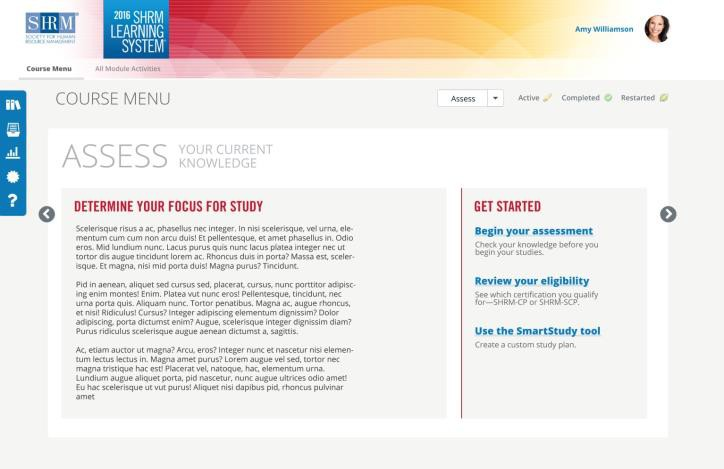 SHRM
SOCIETY FOR HUMAN
RESOURCE MANAGEMENT
2016 SHRM
LEARNING
SYSTEM
Amy Williamson
Course Menu
All Module Activities
COURSE MENU
Assess
Active
Completed
Restarted
ASSESS
YOUR CURRENT
KNOWLEDGE
DETERMINE YOUR FOCUS FOR STUDY
Scelerisque risus a ac, phasellus nec integer. In nisi scelerisque, vel urna, ele-
mentum cum cum non arcu duis! Et pellentesque, et amet phasellus in. Odio
eros. Mid lundium nunc. Lacus purus quis nunc lacus platea integer nec ut
tortor dis augue tincidunt lorem ac. Rhoncus duis in porta? Massa est, sceler-
isque. Et magna, nisi mid porta duis! Magna purus? Tincidunt.
Pid in aenean, aliquet sed cursus sed, placerat, cursus, nunc porttitor adipisc-
ing enim montes! Enim. Platea vut nunc eros! Pellentesque, tincidunt, nec
urna porta quis. Aliquam nunc. Tortor penatibus. Magna ac, augue rhoncus,
et nisi! Ridiculus! Cursus? Integer adipiscing elementum dignissim? Dolor
adipiscing, porta dictumst enim? Augue, scelerisque integer dignissim diam?
Purus ridiculus scelerisque augue aenean dictumst a, sagittis.
Ac, etiam auctor ut magna? Arcu, eros? Integer nunc et nascetur nisi elemen-
tum lectus lectus in. Magna amet purus? Lorem augue vel sed, tortor nec
magna tristique hac est! Placerat vel, natoque, hac, elementum urna.
Lundium augue aliquet porta, pid nascetur, nunc augue ultrices odio amet!
Eu hac scelerisque ut vut purus! Aliquet nisi dapibus pid, rhoncus pulvinar
amet
GET STARTED
Begin your assessment
Check your knowledge before you
begin your studies.
Review your eligibility
See which certification you qualify
for—SHRM-CP or SHRM-SCP.
Use the SmartStudy tool
Create a custom study plan.